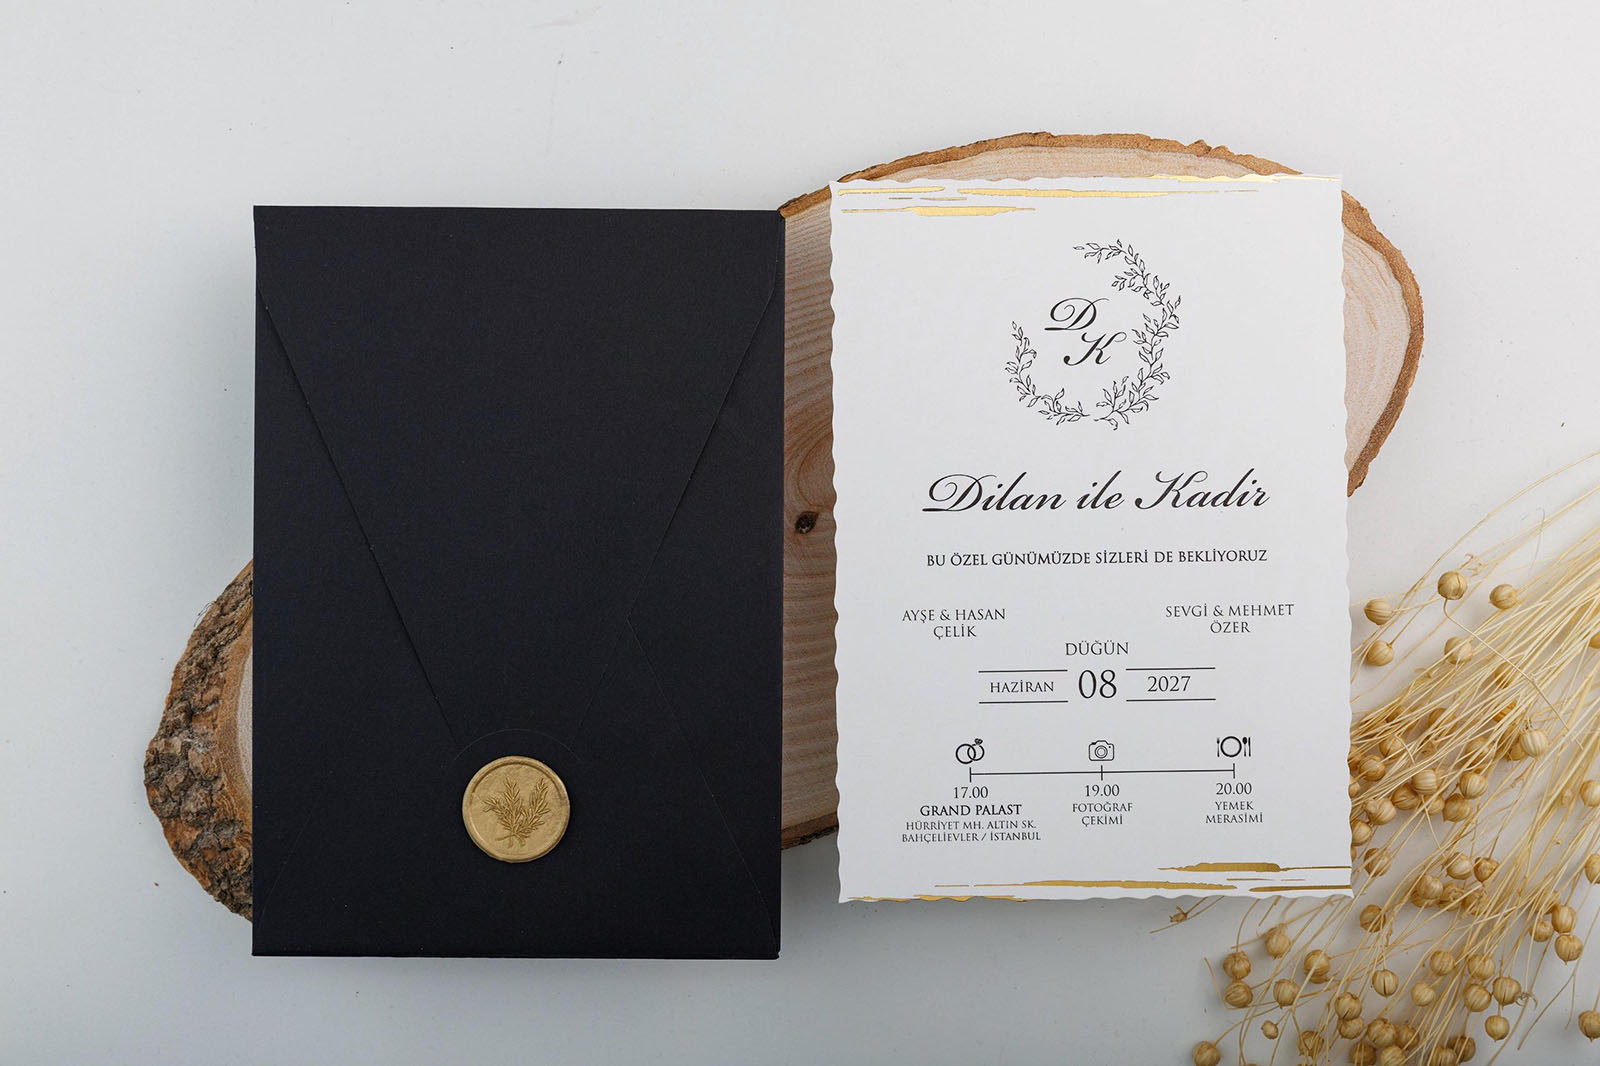 D
K
Dilan ile Kadir
BU ÖZEL GÜNÜMÜZDE SİZLERİ DE BEKLİYORUZ
AYŞE & HASAN
ÇELİK
SEVGİ & MEHMET
ÖZER
DÜĞÜN
HAZİRAN 08 2027
17.00
GRAND PALAST
HÜRRİYET MH. ALTIN SK.
BAHÇELİEVLER / İSTANBUL
19.00
FOTOĞRAF
ÇEKİMİ
20.00
YEMEK
MERASİMİ